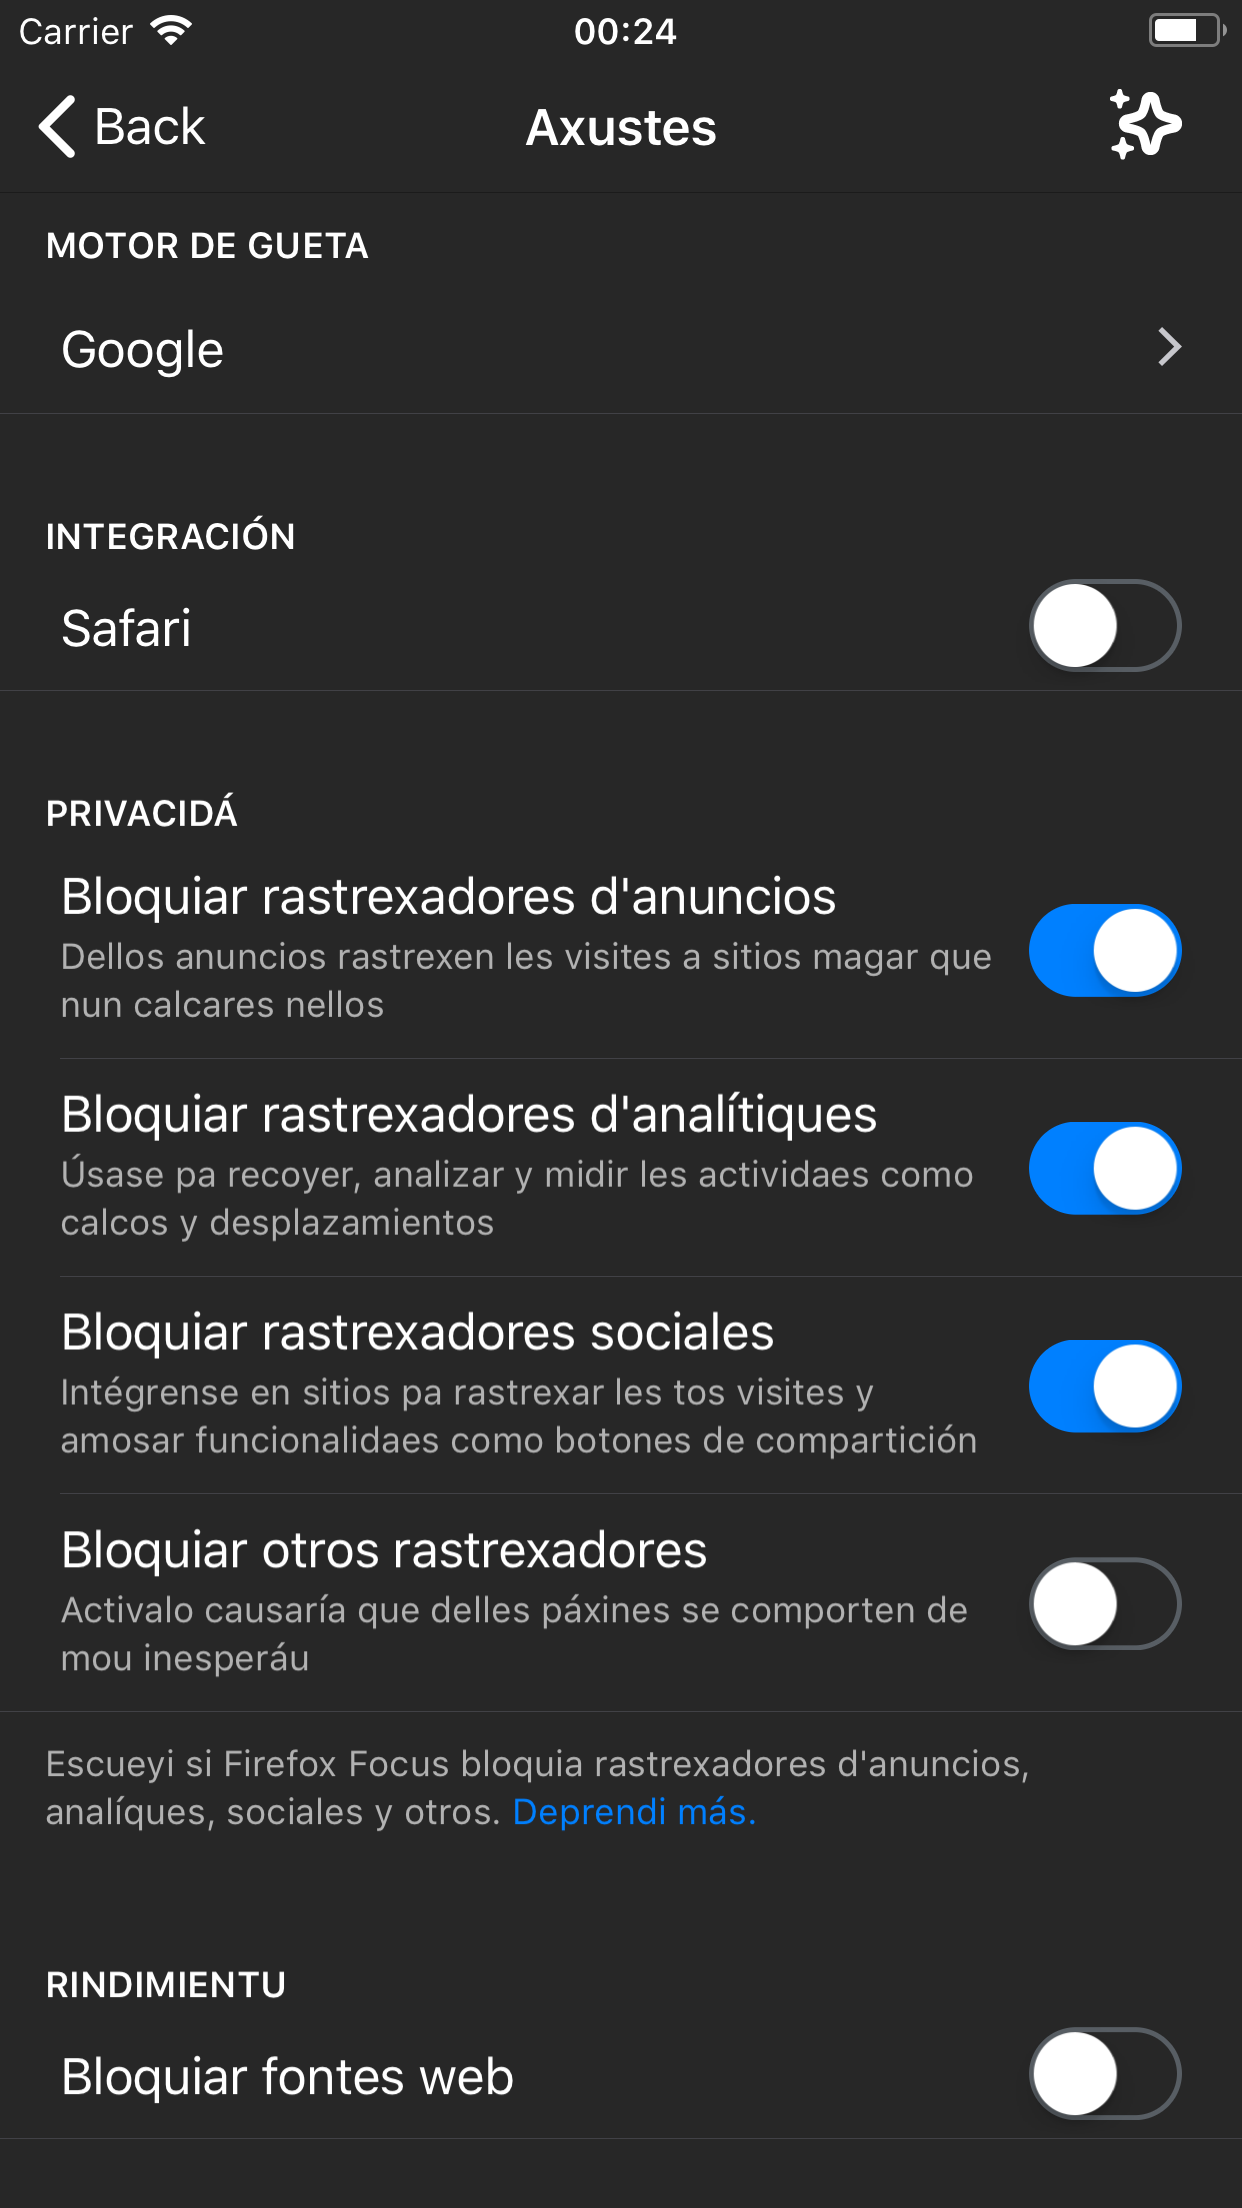 Carrier
00:24
Back
Axustes
MOTOR DE GUETA
Google
INTEGRACIÓN
Safari
PRIVACIDÁ
Bloquiar rastrexadores d'anuncios
Dellos anuncios rastrexen les visites a sitios magar que
nun calcares nellos
Bloquiar rastrexadores d'analítiques
Úsase pa recoyer, analizar y midir les actividaes como
calcos y desplazamientos
Bloquiar rastrexadores sociales
Intégrense en sitios pa rastrexar les tos visites y
amosar funcionalidaes como botones de compartición
Bloquiar otros rastrexadores
Activalo causaría que delles páxines se comporten de
mou inesperáu
Escueyi si Firefox Focus bloquia rastrexadores d'anuncios,
analíques, sociales y otros. Deprendi más.
RINDIMIENTU
Bloquiar fontes web